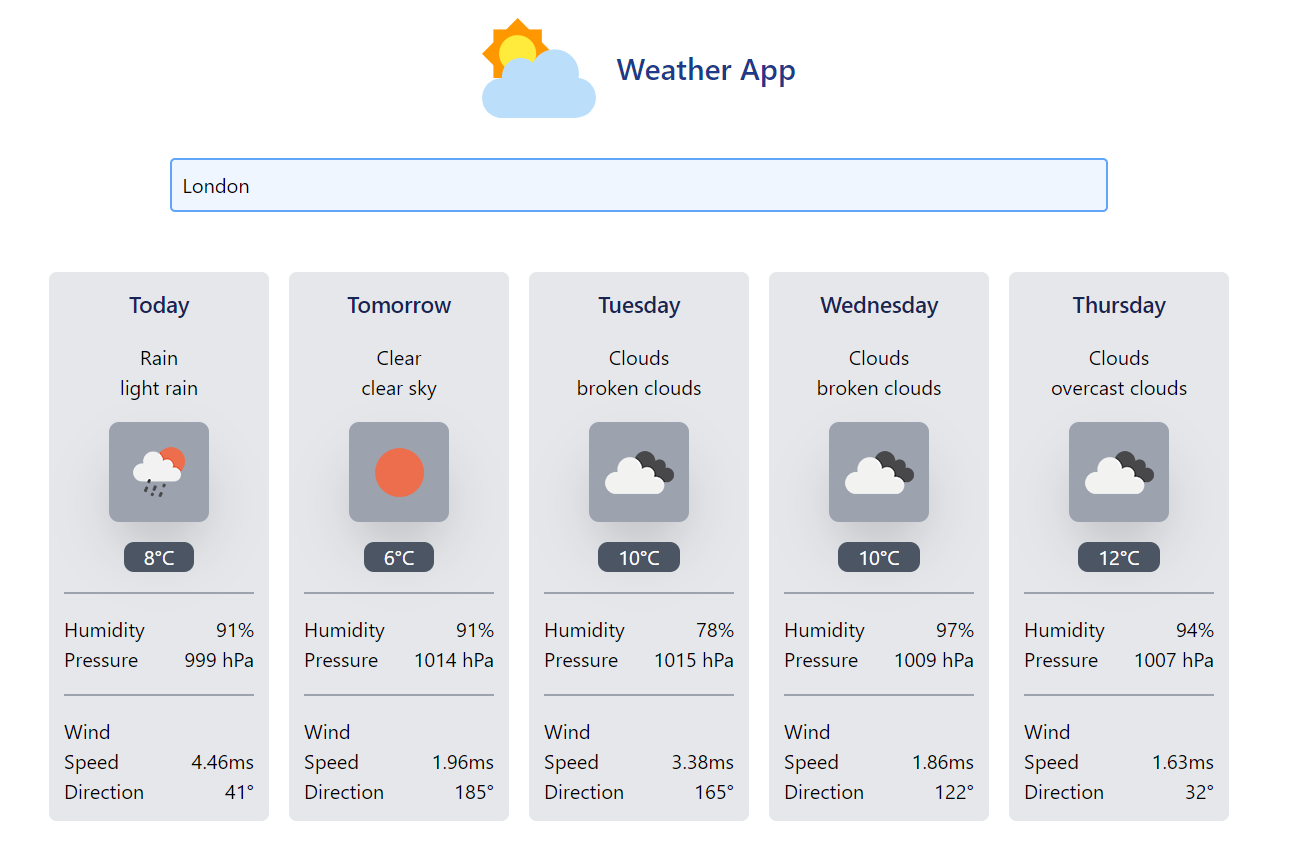 Weather App
London
Today
Rain
light rain
8°C
Humidity 91%
Pressure 999 hPa
Wind
Speed 4.46ms
Direction 41°
Tomorrow
Clear
clear sky
6°C
Humidity 91%
Pressure 1014 hPa
Wind
Speed 1.96ms
Direction 185°
Tuesday
Clouds
broken clouds
10°C
Humidity 78%
Pressure 1015 hPa
Wind
Speed 3.38ms
Direction 165°
Wednesday
Clouds
broken clouds
10°C
Humidity 97%
Pressure 1009 hPa
Wind
Speed 1.86ms
Direction 122°
Thursday
Clouds
overcast clouds
12°C
Humidity 94%
Pressure 1007 hPa
Wind
Speed 1.63ms
Direction 32°